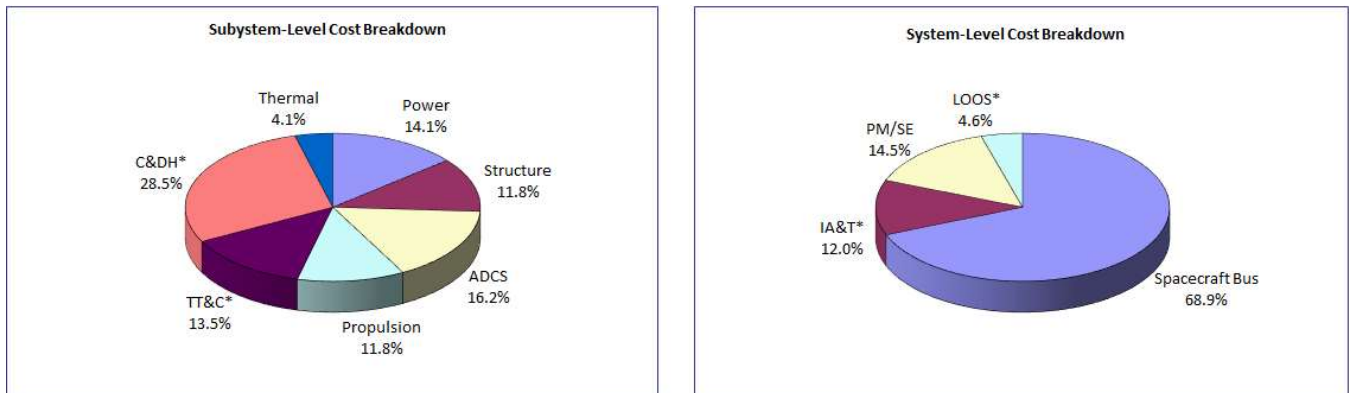 Subystem-Level Cost Breakdown
Thermal
4.1%
Power
14.1%
C&DH*
28.5%
Structure
11.8%
ADCS
16.2%
TT&C*
13.5%
Propulsion
11.8%
System-Level Cost Breakdown
LOOS*
4.6%
PM/SE
14.5%
IA&T*
12.0%
Spacecraft Bus
68.9%